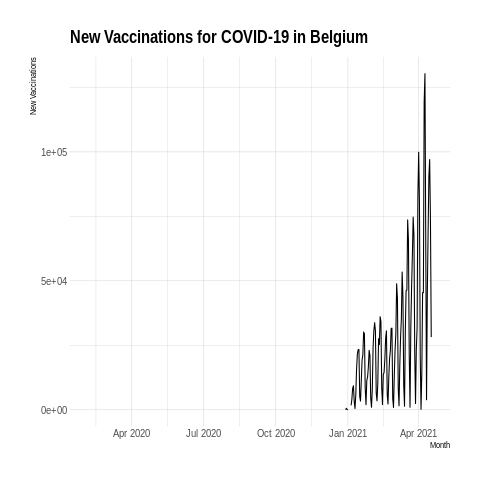 New Vaccinations for COVID-19 in Belgium
New Vaccinations
1e+05
5e+04
0e+00
Apr 2020 Jul 2020 Oct 2020 Jan 2021 Apr 2021
Month